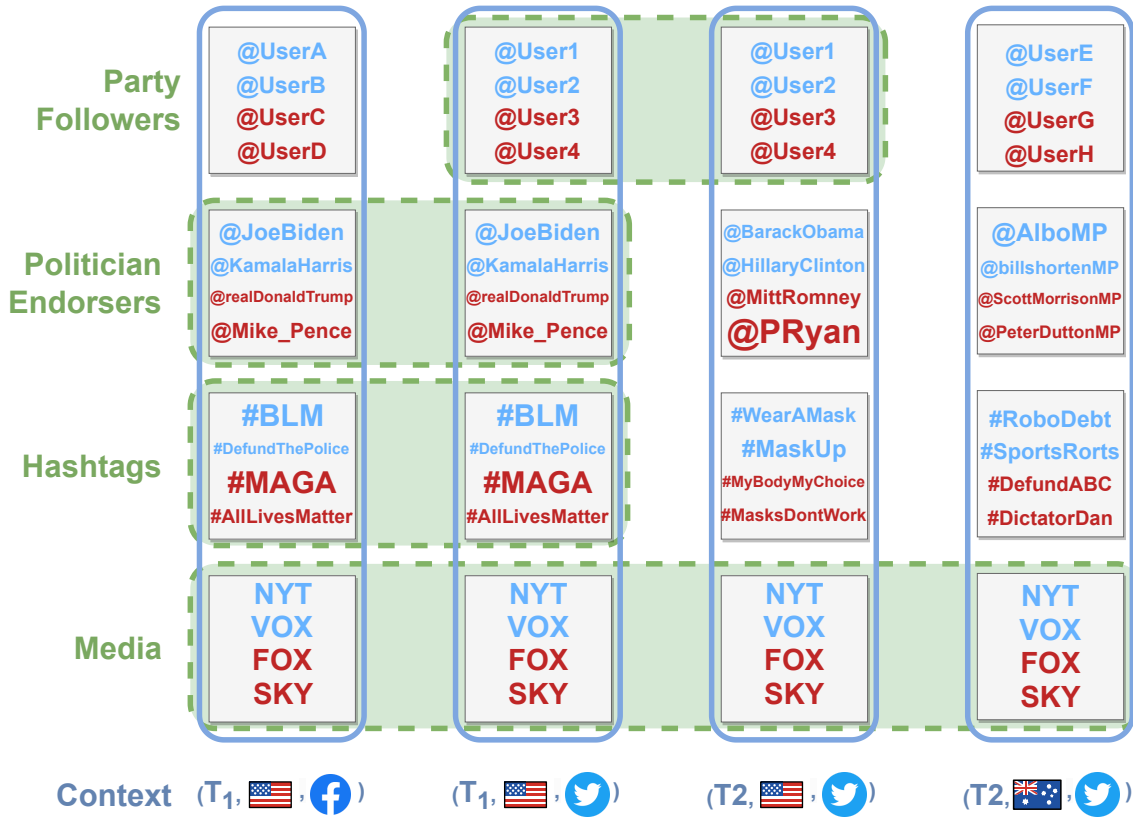 Party
Followers
@UserA
@UserB
@UserC
@UserD
@User1
@User2
@User3
@User4
@User1
@User2
@User3
@User4
@UserE
@UserF
@UserG
@UserH
Politician
Endorsers
@JoeBiden
@KamalaHarris
@realDonaldTrump
@Mike_Pence
@JoeBiden
@KamalaHarris
@realDonaldTrump
@Mike_Pence
@BarackObama
@HillaryClinton
@MittRomney
@PRyan
@AlboMP
@billshortenMP
@ScottMorrisonMP
@PeterDuttonMP
Hashtags
#BLM
#DefundThePolice
#MAGA
#AllLivesMatter
#BLM
#DefundThePolice
#MAGA
#AllLivesMatter
#WearAMask
#MaskUp
#MyBodyMyChoice
#MasksDontWork
#RoboDebt
#SportsRorts
#DefundABC
#DictatorDan
Media
NYT
VOX
FOX
SKY
NYT
VOX
FOX
SKY
NYT
VOX
FOX
SKY
NYT
VOX
FOX
SKY
Context
(T1, , )
(T1, , )
(T2, , )
(T2, , )